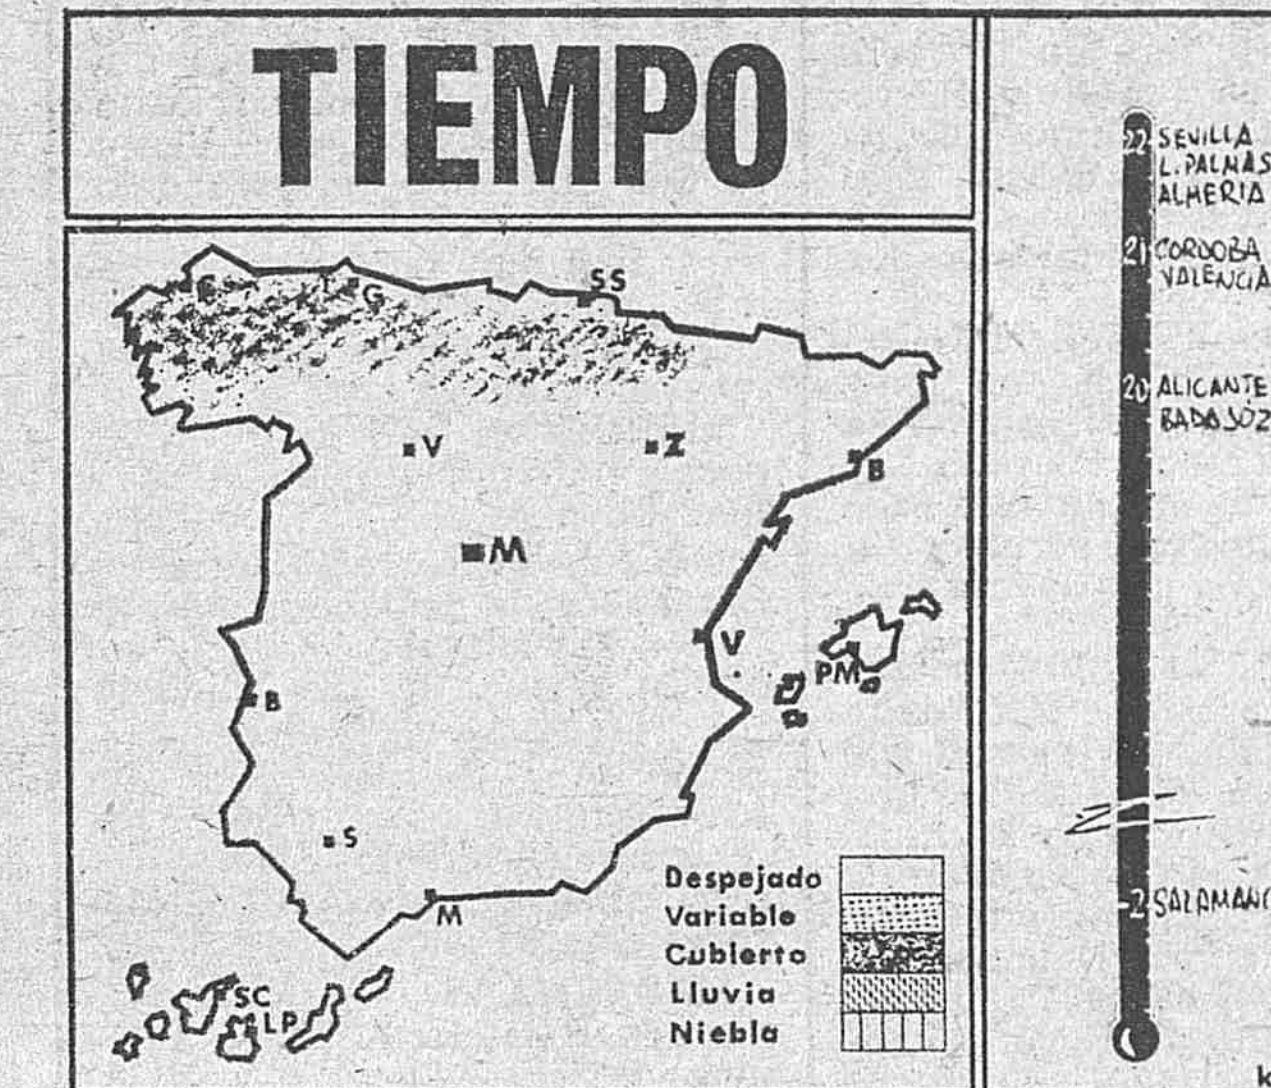 TIEMPO
22 SEVILLA
L. PALMAS
ALMERIA
21 CORDOBA
VALENCIA
20 ALICANTE
BADAJOZ
-2 SALAMANC
C
G
SS
V
Z
B
M
V
PM
B
S
M
SC
LP
Despejado
Variable
Cubierto
Lluvia
Niebla